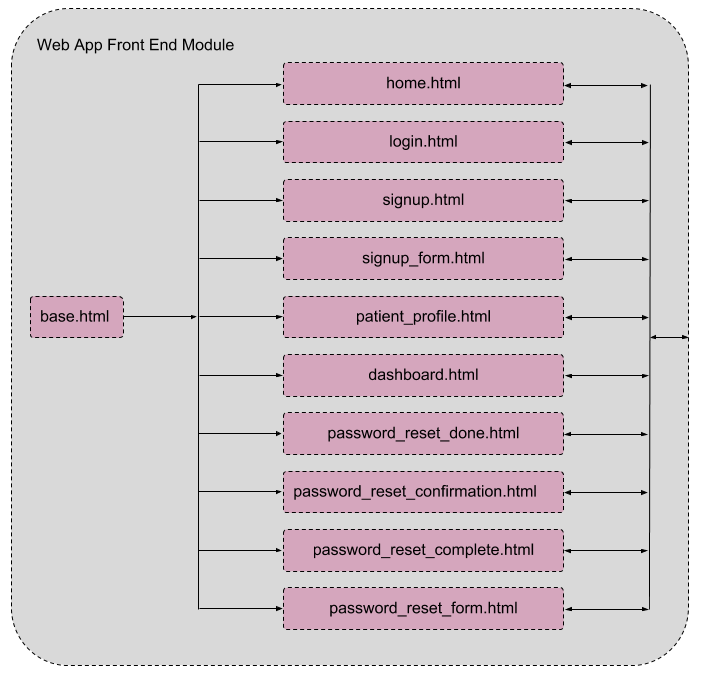 Web App Front End Module
home.html
login.html
signup.html
signup_form.html
base.html
patient_profile.html
dashboard.html
password_reset_done.html
password_reset_confirmation.html
password_reset_complete.html
password_reset_form.html